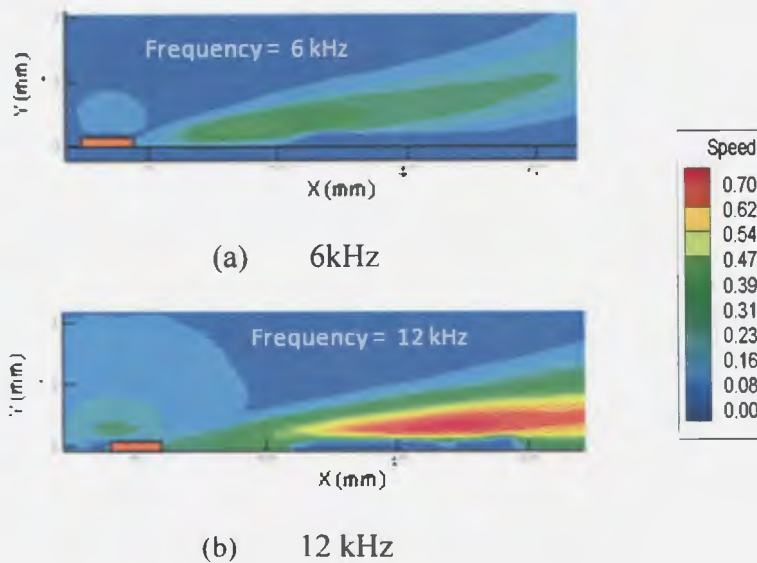 Frequency = 6 kHz
Y (mm)
X (mm)
(a) 6kHz
Frequency = 12 kHz
(mm)
X (mm)
(b) 12 kHz
Speed
0.70
0.62
0.54
0.47
0.39
0.31
0.23
0.16
0.08
0.00